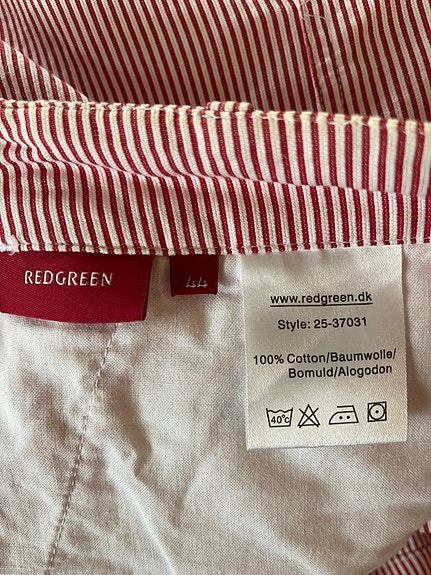 REDGREEN
44
www.redgreen.dk
Style: 25-37031
100% Cotton/Baumwolle/
Bomuld/Alogodon
40°C